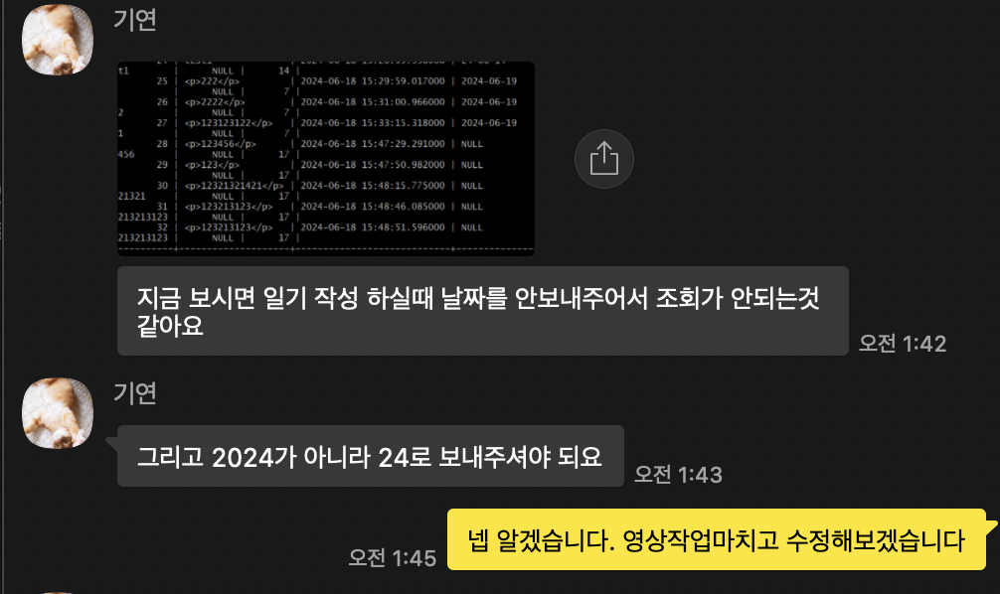 기연
t1 | NULL | 14 |
25 | <p>222</p> | 2024-06-18 15:29:59.017000 | 2024-06-19
| NULL | 7 |
26 | <p>2222</p> | 2024-06-18 15:31:00.966000 | 2024-06-19
2 | NULL | 7 |
27 | <p>123123122</p> | 2024-06-18 15:33:15.318000 | 2024-06-19
1 | NULL | 7 |
28 | <p>123456</p> | 2024-06-18 15:47:29.291000 | NULL
456 | NULL | 17 |
29 | <p>123</p> | 2024-06-18 15:47:50.982000 | NULL
| NULL | 17 |
30 | <p>12321321421</p> | 2024-06-18 15:48:15.775000 | NULL
21321 | NULL | 17 |
31 | <p>123213123</p> | 2024-06-18 15:48:46.085000 | NULL
213213123 | NULL | 17 |
32 | <p>123213123</p> | 2024-06-18 15:48:51.596000 | NULL
213213123 | NULL | 17 |
지금 보시면 일기 작성 하실때 날짜를 안보내주어서 조회가 안되는것
같아요
오전 1:42
기연
그리고 2024가 아니라 24로 보내주셔야 되요
오전 1:43
넵 알겠습니다. 영상작업마치고 수정해보겠습니다
오전 1:45